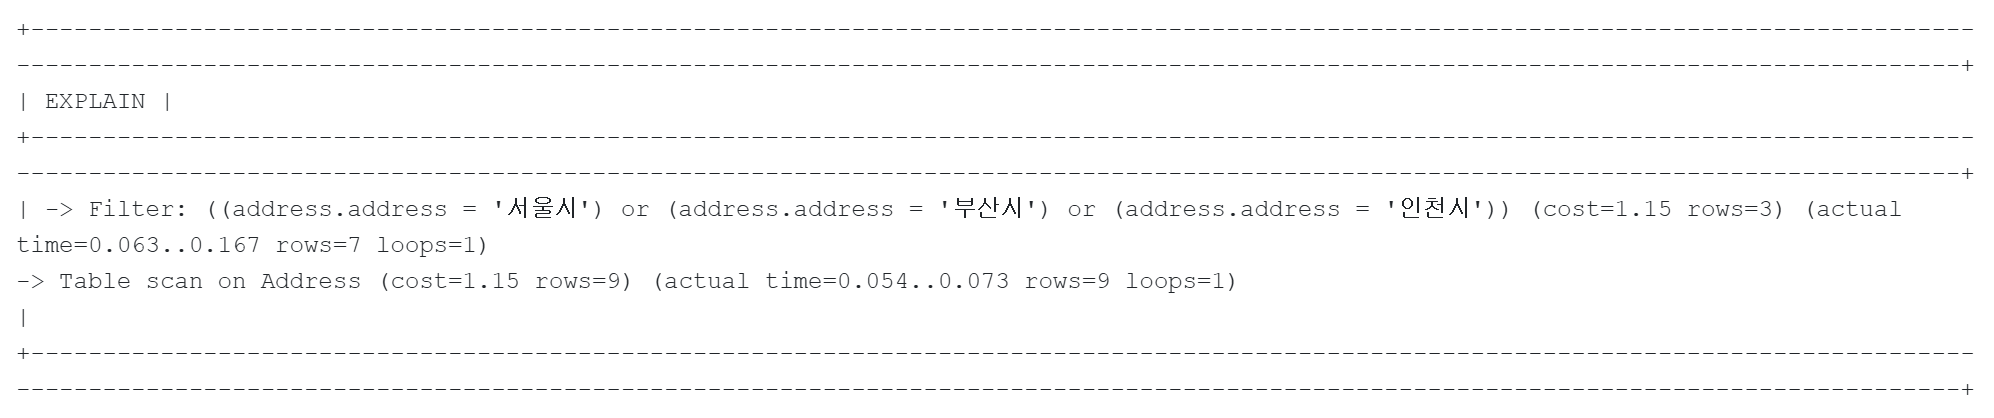 +---------------------------------------------------------------------------------------------------------------------------------------
---------------------------------------------------------------------------------------------------------------------------------------+
| EXPLAIN |
+---------------------------------------------------------------------------------------------------------------------------------------
---------------------------------------------------------------------------------------------------------------------------------------+
| -> Filter: ((address.address = '서울시') or (address.address = '부산시') or (address.address = '인천시')) (cost=1.15 rows=3) (actual
time=0.063..0.167 rows=7 loops=1)
-> Table scan on Address (cost=1.15 rows=9) (actual time=0.054..0.073 rows=9 loops=1)
|
+---------------------------------------------------------------------------------------------------------------------------------------
---------------------------------------------------------------------------------------------------------------------------------------+